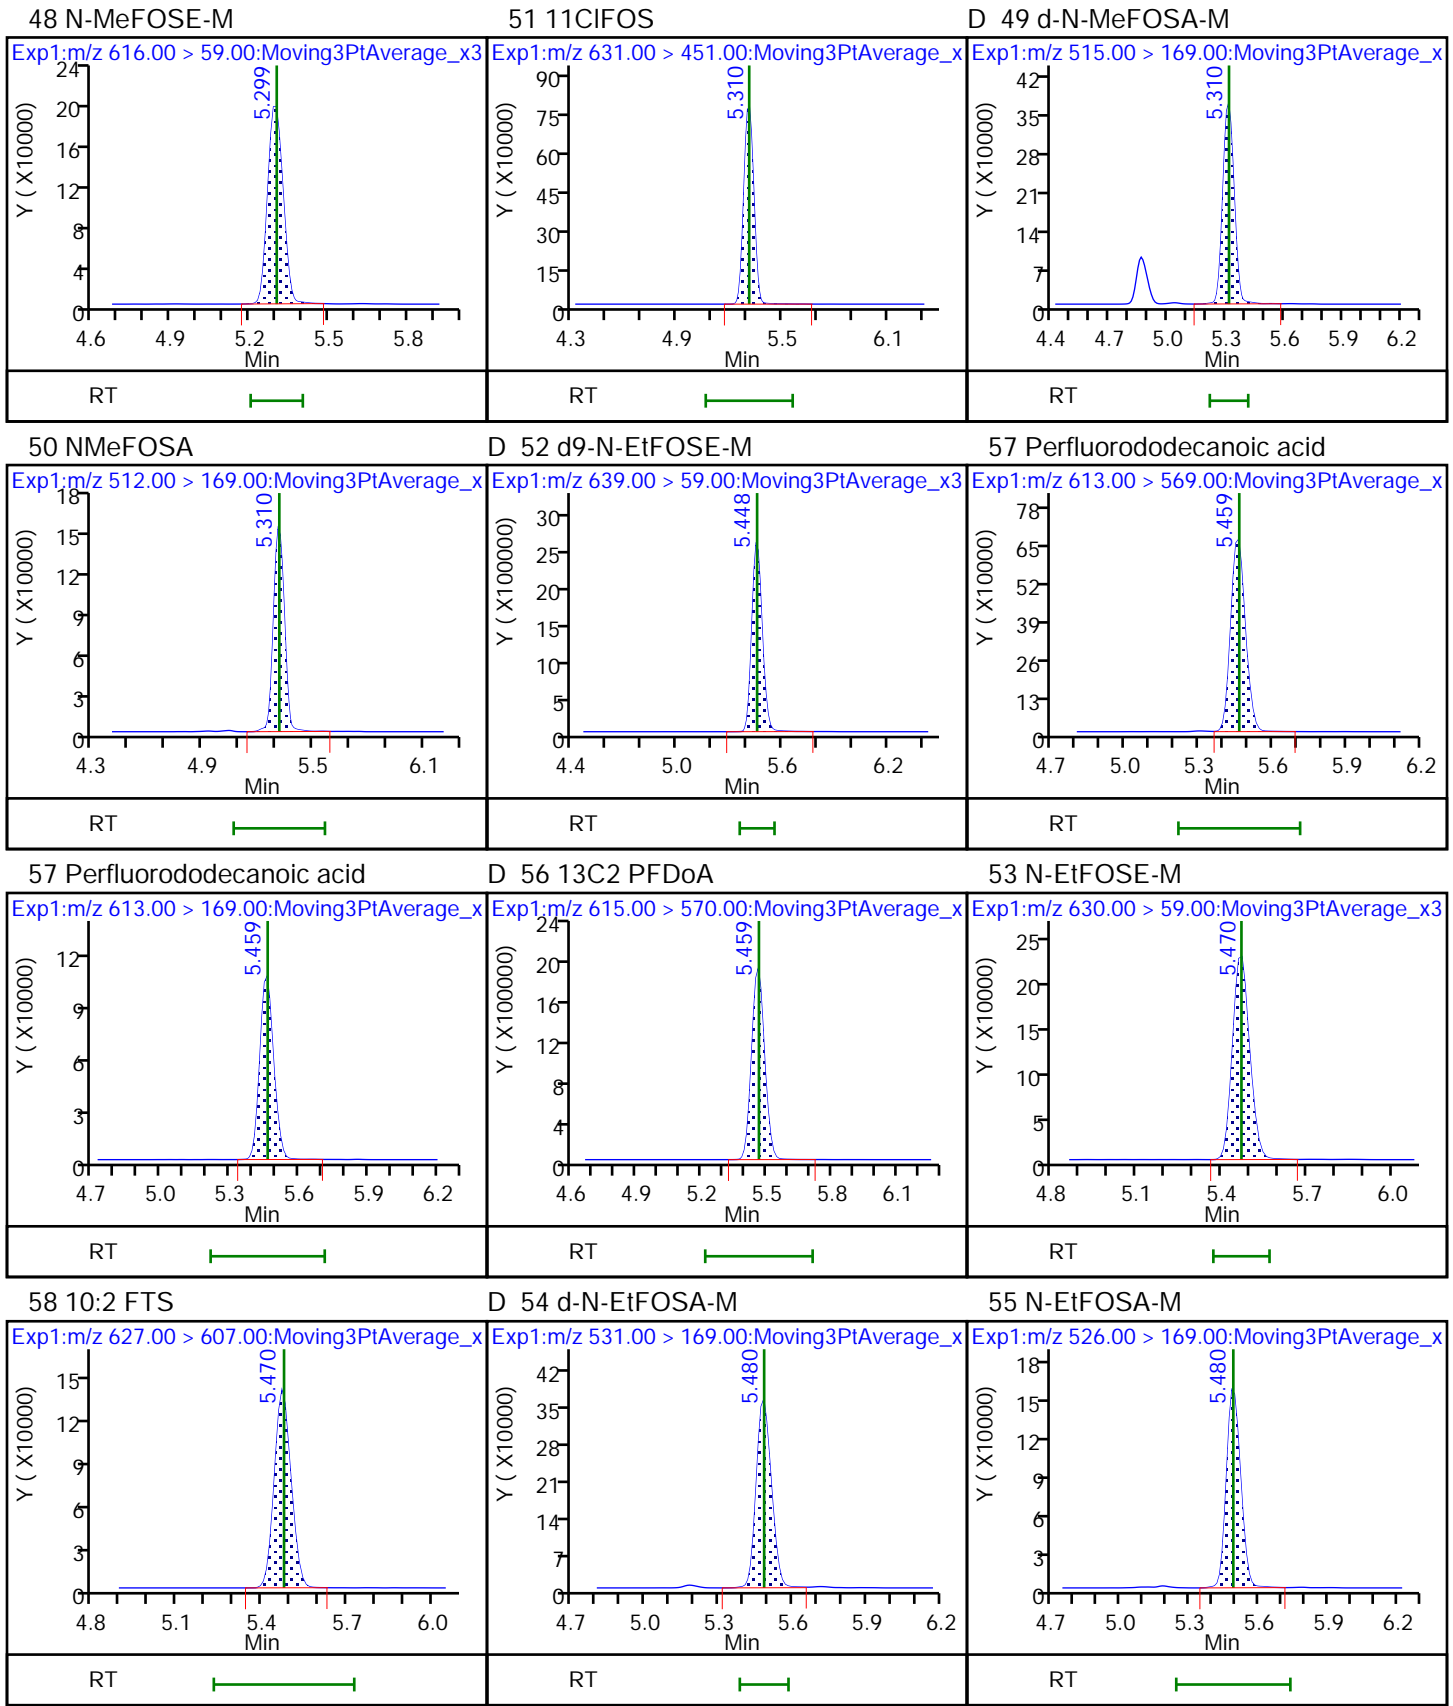 48 N-MeFOSE-M
Exp1:m/z 616.00 > 59.00:Moving3PtAverage_x3
Y ( X10000)
24
20
16
12
8
4
0
5.299
4.6 4.9 5.2 5.5 5.8
Min
RT
51 11ClFOS
Exp1:m/z 631.00 > 451.00:Moving3PtAverage_x
Y ( X10000)
90
75
60
45
30
15
0
5.310
4.3 4.9 5.5 6.1
Min
RT
D 49 d-N-MeFOSA-M
Exp1:m/z 515.00 > 169.00:Moving3PtAverage_x
Y ( X10000)
42
35
28
21
14
7
0
5.310
4.4 4.7 5.0 5.3 5.6 5.9 6.2
Min
RT
50 NMeFOSA
Exp1:m/z 512.00 > 169.00:Moving3PtAverage_x
Y ( X10000)
18
15
12
9
6
3
0
5.310
4.3 4.9 5.5 6.1
Min
RT
D 52 d9-N-EtFOSE-M
Exp1:m/z 639.00 > 59.00:Moving3PtAverage_x3
Y ( X100000)
30
25
20
15
10
5
0
5.448
4.4 5.0 5.6 6.2
Min
RT
57 Perfluorododecanoic acid
Exp1:m/z 613.00 > 569.00:Moving3PtAverage_x
Y ( X10000)
78
65
52
39
26
13
0
5.459
4.7 5.0 5.3 5.6 5.9 6.2
Min
RT
57 Perfluorododecanoic acid
Exp1:m/z 613.00 > 169.00:Moving3PtAverage_x
Y ( X10000)
12
9
6
3
0
5.459
4.7 5.0 5.3 5.6 5.9 6.2
Min
RT
D 56 13C2 PFDoA
Exp1:m/z 615.00 > 570.00:Moving3PtAverage_x
Y ( X100000)
24
20
16
12
8
4
0
5.459
4.6 4.9 5.2 5.5 5.8 6.1
Min
RT
53 N-EtFOSE-M
Exp1:m/z 630.00 > 59.00:Moving3PtAverage_x3
Y ( X10000)
25
20
15
10
5
0
5.470
4.8 5.1 5.4 5.7 6.0
Min
RT
58 10:2 FTS
Exp1:m/z 627.00 > 607.00:Moving3PtAverage_x
Y ( X10000)
15
12
9
6
3
0
5.470
4.8 5.1 5.4 5.7 6.0
Min
RT
D 54 d-N-EtFOSA-M
Exp1:m/z 531.00 > 169.00:Moving3PtAverage_x
Y ( X10000)
42
35
28
21
14
7
0
5.480
4.7 5.0 5.3 5.6 5.9 6.2
Min
RT
55 N-EtFOSA-M
Exp1:m/z 526.00 > 169.00:Moving3PtAverage_x
Y ( X10000)
18
15
12
9
6
3
0
5.480
4.7 5.0 5.3 5.6 5.9 6.2
Min
RT